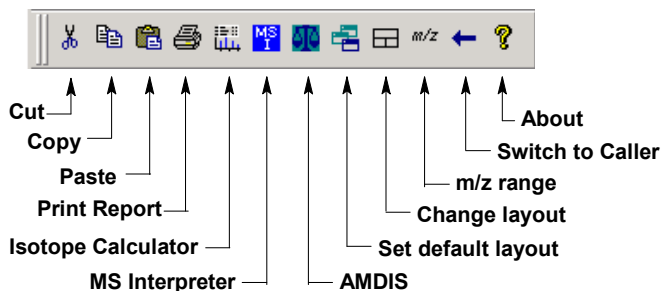 MS
I
m/z
?
Cut
About
Copy
Switch to Caller
Paste
m/z range
Print Report
Change layout
Isotope Calculator
Set default layout
MS Interpreter
AMDIS